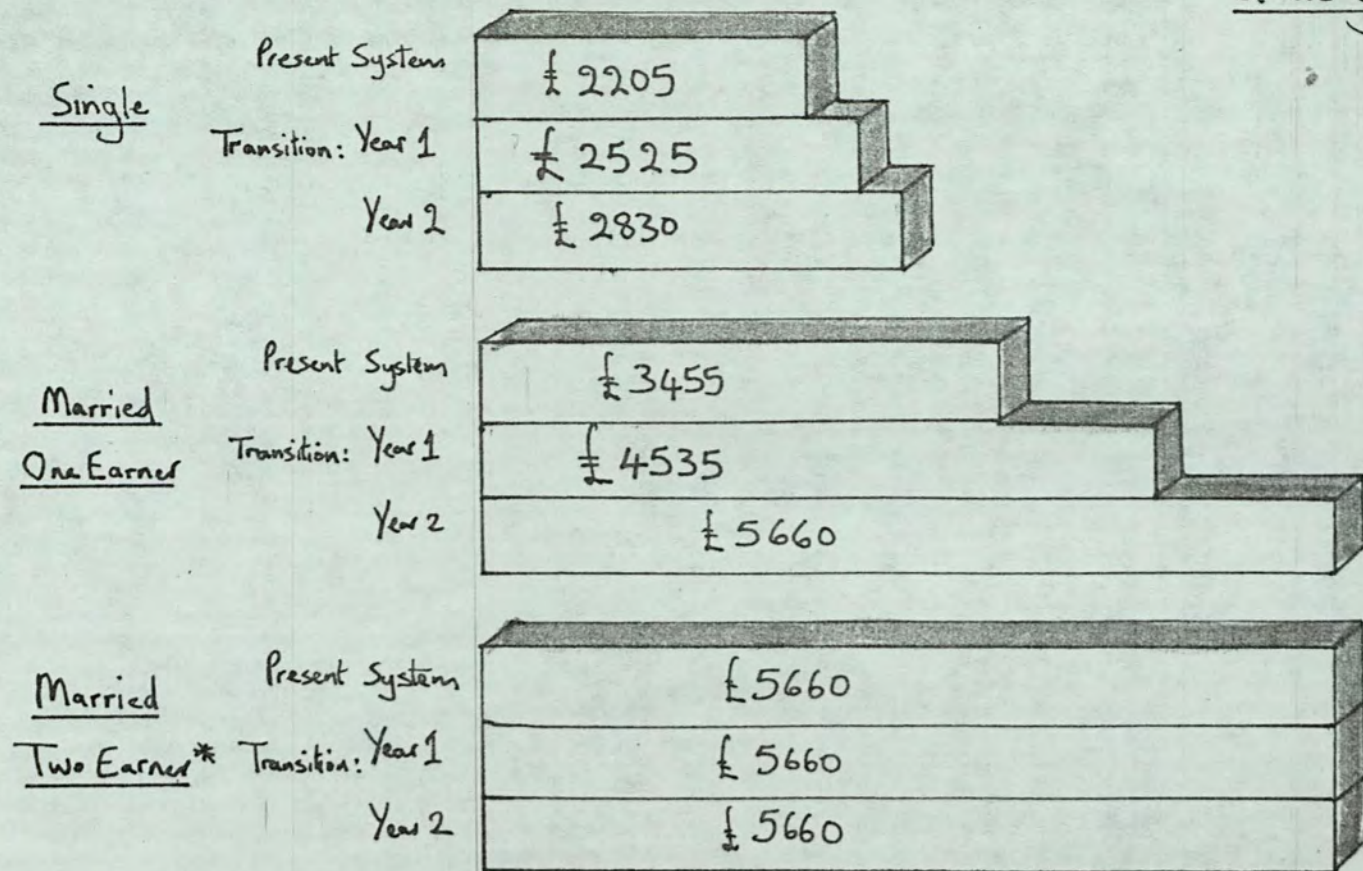 Single
Present System £ 2205
Transition: Year 1 £ 2525
Year 2 £ 2830
Married
One Earner
Present System £ 3455
Transition: Year 1 £ 4535
Year 2 £ 5660
Married
Two Earner*
Present System £ 5660
Transition: Year 1 £ 5660
Year 2 £ 5660